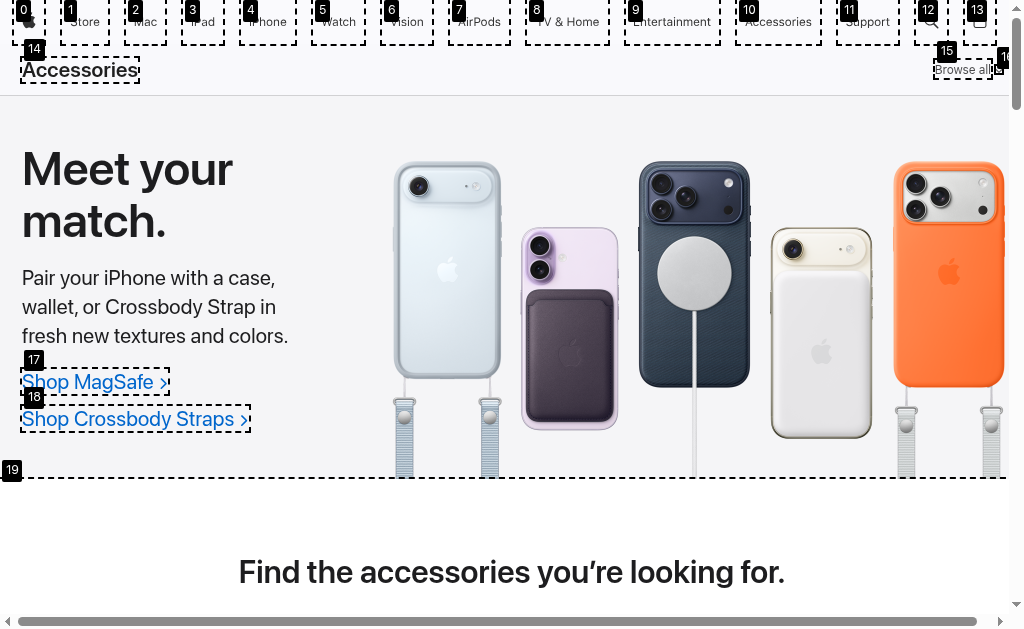 0 1 2 3 4 5 6 7 8 9 10 11 12 13
Store Mac iPad iPhone Watch Vision AirPods TV & Home Entertainment Accessories Support
14 15 16
Accessories Browse all
Meet your
match.
Pair your iPhone with a case,
wallet, or Crossbody Strap in
fresh new textures and colors.
17
Shop MagSafe >
18
Shop Crossbody Straps >
19
Find the accessories you’re looking for.